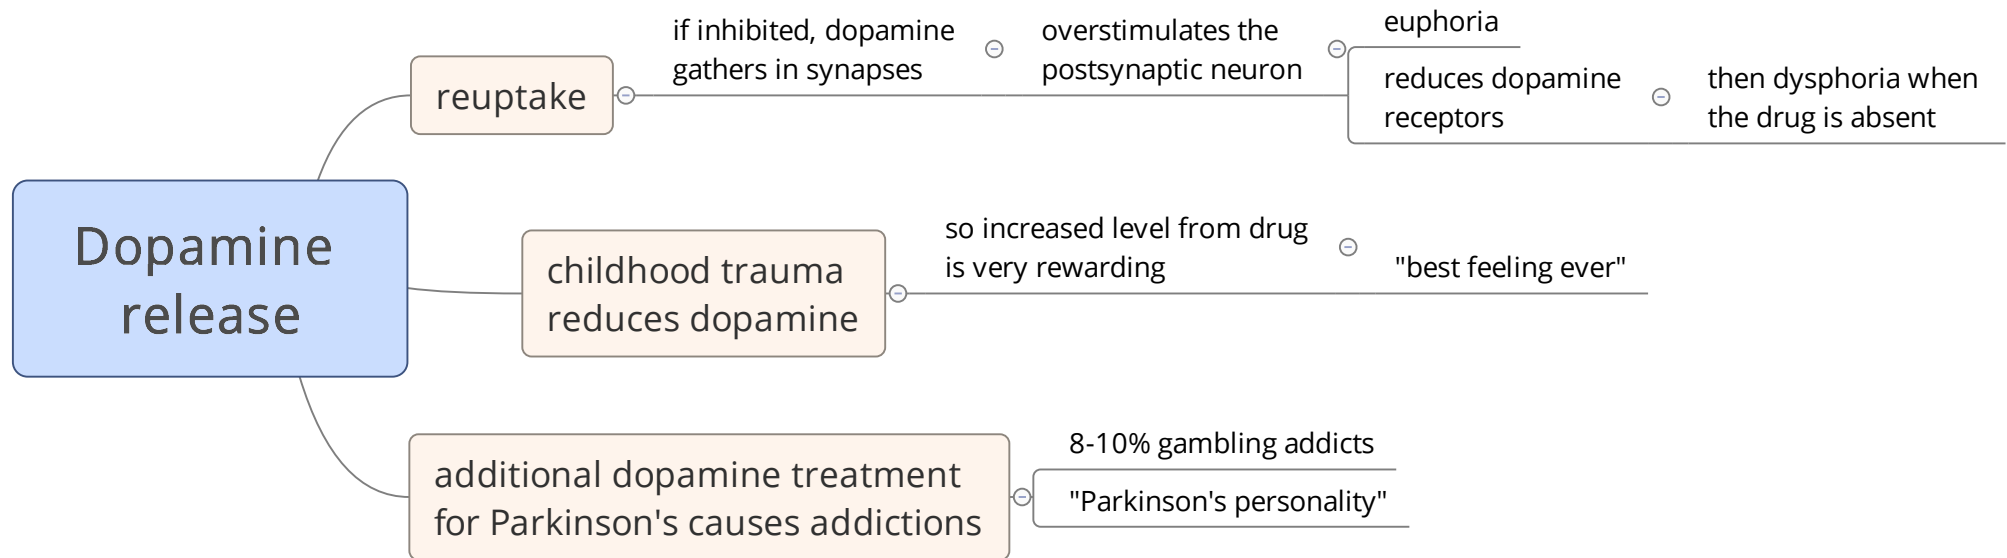 Dopamine
release
reuptake
if inhibited, dopamine
gathers in synapses
overstimulates the
postsynaptic neuron
euphoria
reduces dopamine
receptors
then dysphoria when
the drug is absent
childhood trauma
reduces dopamine
so increased level from drug
is very rewarding
"best feeling ever"
additional dopamine treatment
for Parkinson's causes addictions
8-10% gambling addicts
"Parkinson's personality"